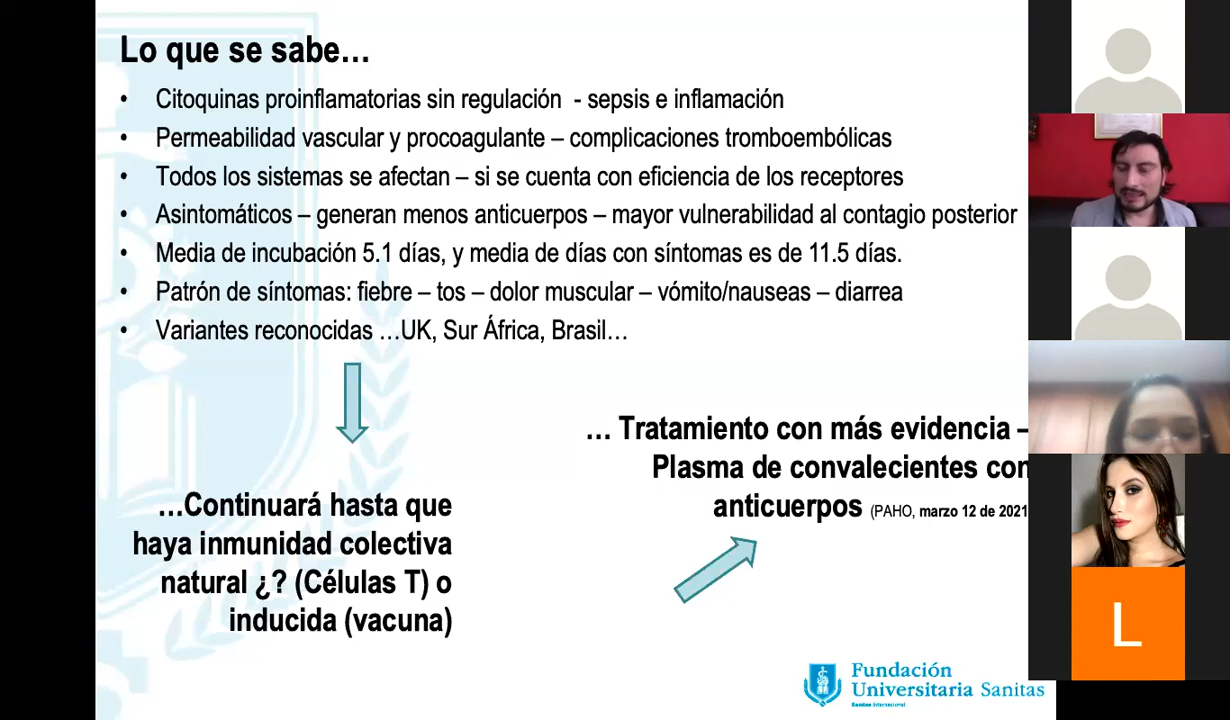 Lo que se sabe…
• Citoquinas proinflamatorias sin regulación - sepsis e inflamación
• Permeabilidad vascular y procoagulante – complicaciones tromboembólicas
• Todos los sistemas se afectan – si se cuenta con eficiencia de los receptores
• Asintomáticos – generan menos anticuerpos – mayor vulnerabilidad al contagio posterior
• Media de incubación 5.1 días, y media de días con síntomas es de 11.5 días.
• Patrón de síntomas: fiebre – tos – dolor muscular – vómito/nauseas – diarrea
• Variantes reconocidas …UK, Sur África, Brasil…
… Tratamiento con más evidencia –
Plasma de convalecientes con
anticuerpos (PAHO, marzo 12 de 2021
…Continuará hasta que
haya inmunidad colectiva
natural ¿? (Células T) o
inducida (vacuna)
L
Fundación
Universitaria Sanitas
Sanitas Internacional